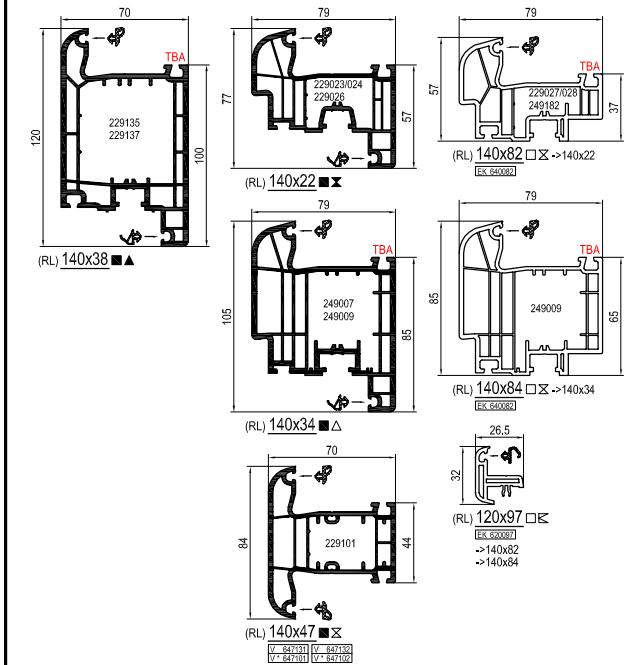 70
120
TBA
229135
229137
100
(RL) 140x38 ■▲
79
77
229023/024
229026
57
(RL) 140x22 ■⧗
79
57
TBA
229027/028
249182
37
(RL) 140x82 □⧖ ->140x22
EK 640082
79
105
TBA
249007
249009
85
(RL) 140x34 ■△
79
85
TBA
249009
65
(RL) 140x84 □⧖ ->140x34
EK 640082
70
84
229101
44
(RL) 140x47 ■⧖
V 647131 V 647132
V * 647101 V * 647102
26.5
32
(RL) 120x97 □
EK 620097
->140x82
->140x84